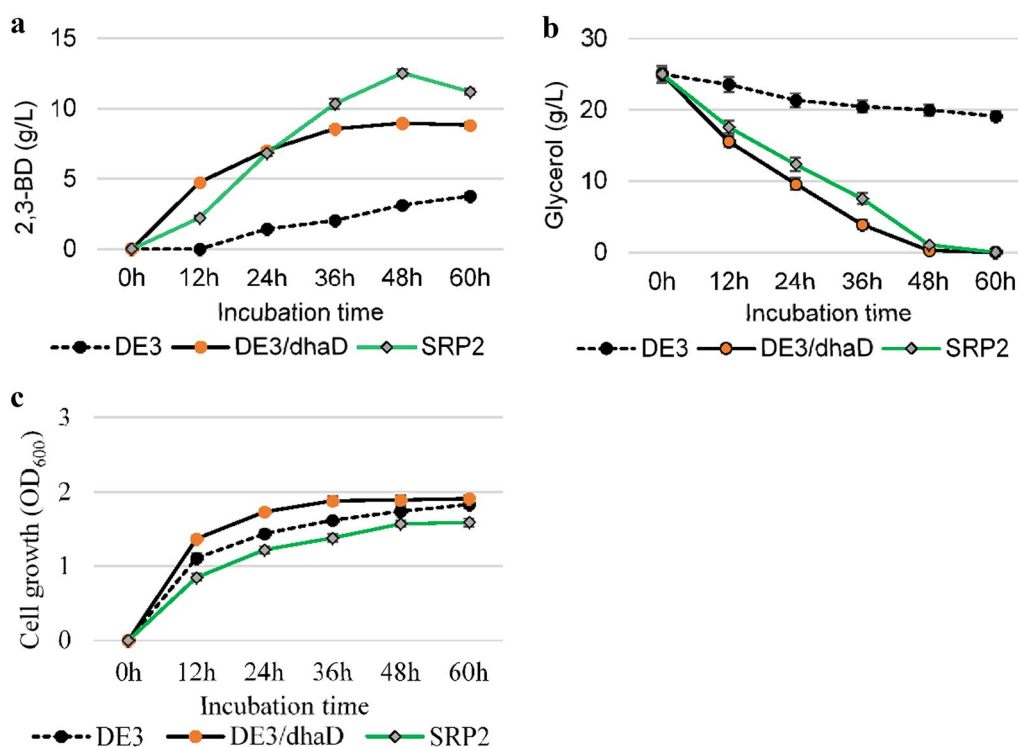 a
2,3-BD (g/L)
15
10
5
0
0h 12h 24h 36h 48h 60h
Incubation time
DE3 DE3/dhaD SRP2
b
Glycerol (g/L)
30
20
10
0
0h 12h 24h 36h 48h 60h
Incubation time
DE3 DE3/dhaD SRP2
c
Cell growth (OD600)
3
2
1
0
0h 12h 24h 36h 48h 60h
Incubation time
DE3 DE3/dhaD SRP2